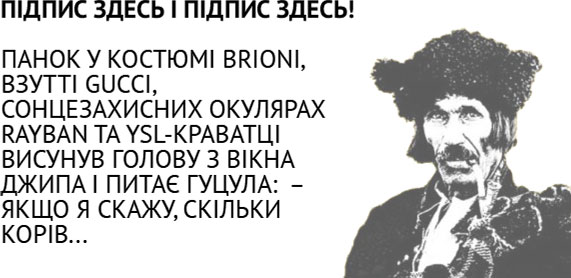 ПІДПИС ЗДЕСЬ І ПІДПИС ЗДЕСЬ!
ПАНОК У КОСТЮМІ BRIONI,
ВЗУТТІ GUCCI,
СОНЦЕЗАХИСНИХ ОКУЛЯРАХ
RAYBAN ТА YSL-КРАВАТЦІ
ВИСУНУВ ГОЛОВУ З ВІКНА
ДЖИПА І ПИТАЄ ГУЦУЛА: –
ЯКЩО Я СКАЖУ, СКІЛЬКИ
КОРІВ...